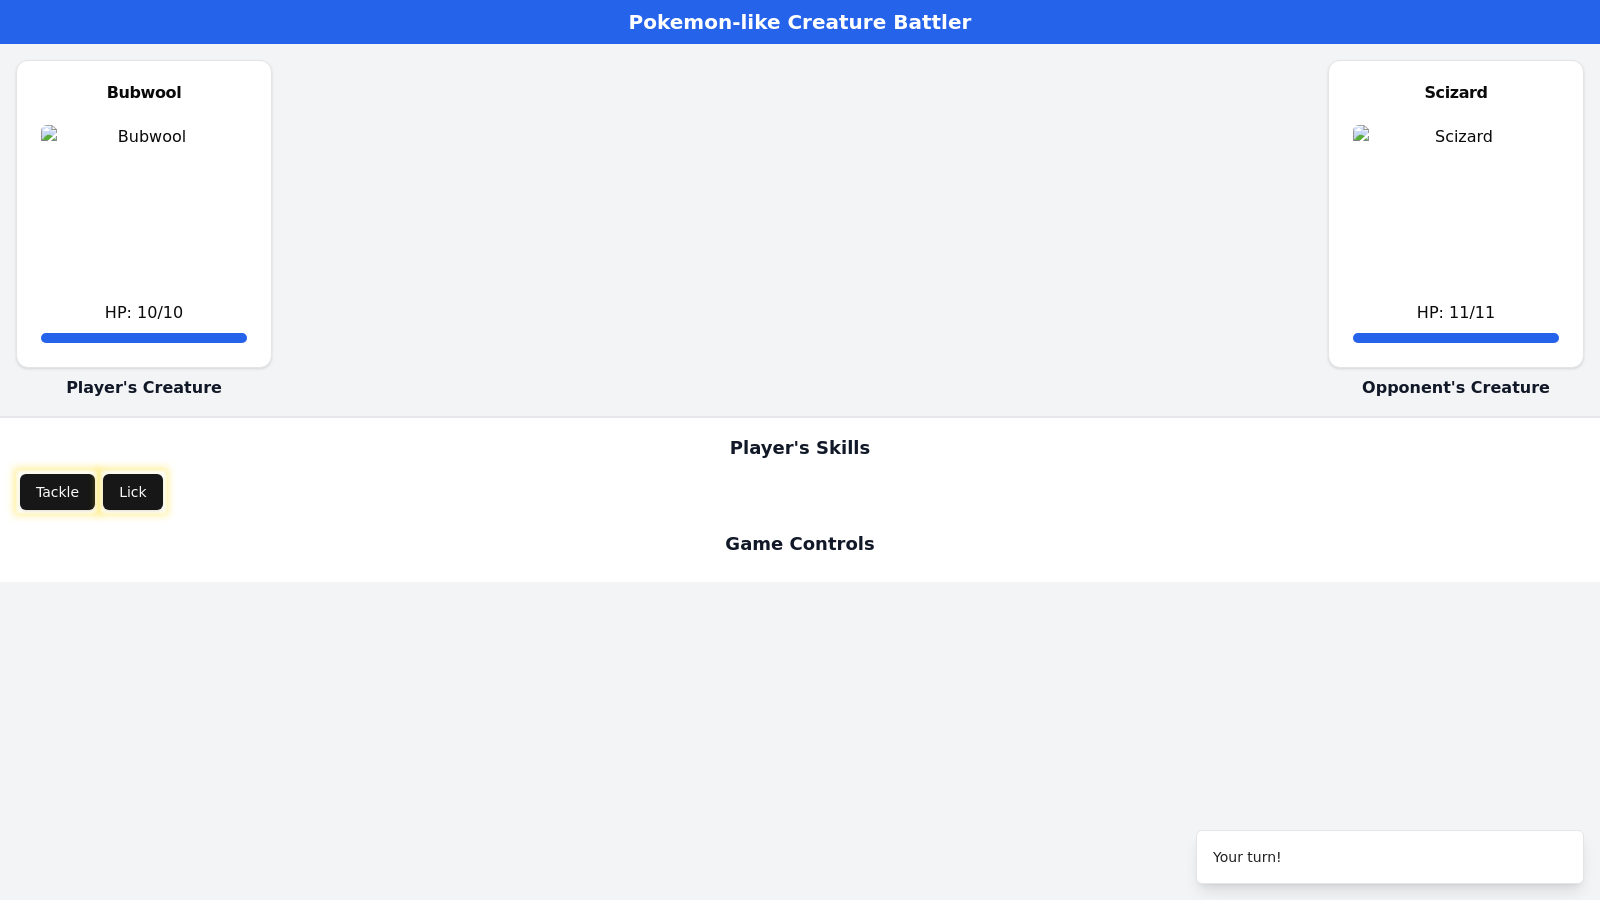 Pokemon-like Creature Battler
Bubwool
Bubwool
HP: 10/10
Player's Creature
Scizard
Scizard
HP: 11/11
Opponent's Creature
Player's Skills
Tackle
Lick
Game Controls
Your turn!